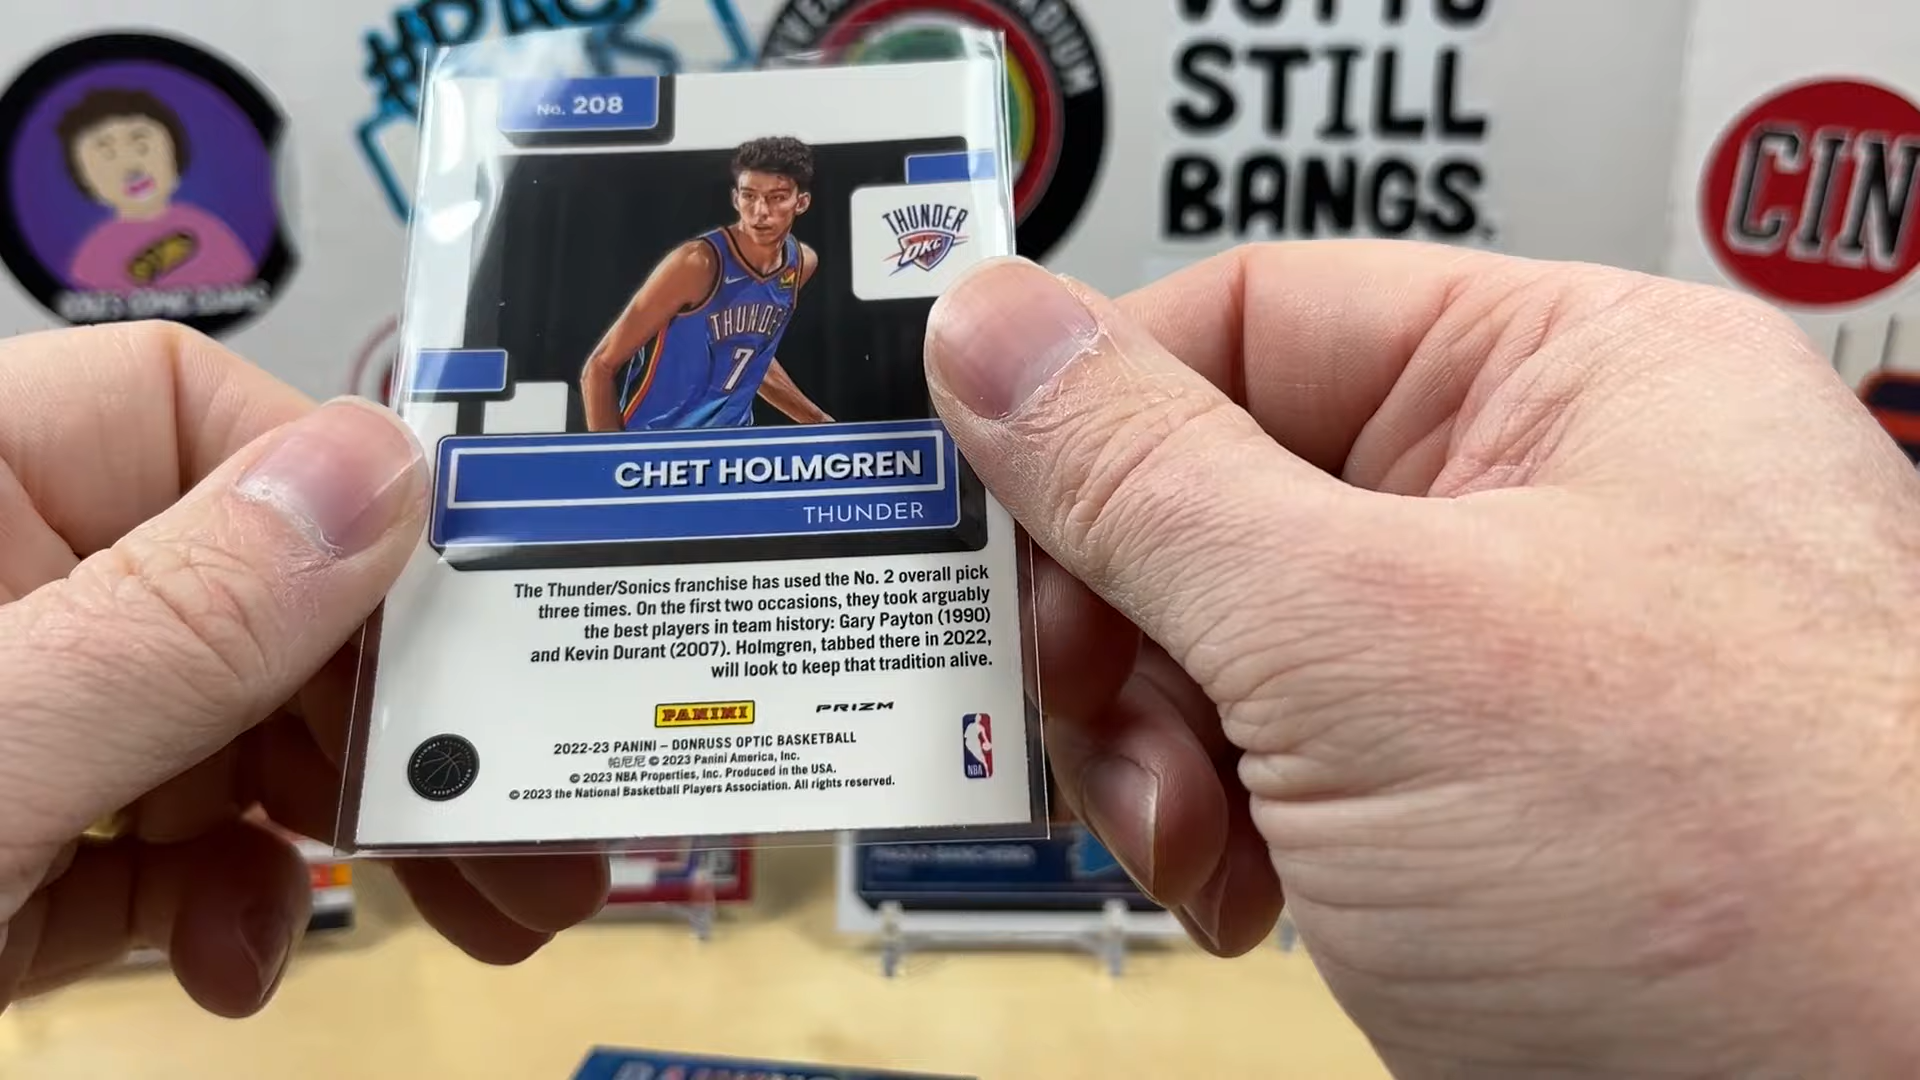 STILL
BANGS.
CIN
No. 208
THUNDER
OKC
THUNDE
7
CHET HOLMGREN
THUNDER
The Thunder/Sonics franchise has used the No. 2 overall pick
three times. On the first two occasions, they took arguably
the best players in team history: Gary Payton (1990)
and Kevin Durant (2007). Holmgren, tabbed there in 2022,
will look to keep that tradition alive.
PANINI PRIZM
2022-23 PANINI – DONRUSS OPTIC BASKETBALL
帕尼尼 © 2023 Panini America, Inc.
© 2023 NBA Properties, Inc. Produced in the USA.
© 2023 the National Basketball Players Association. All rights reserved.
NBA